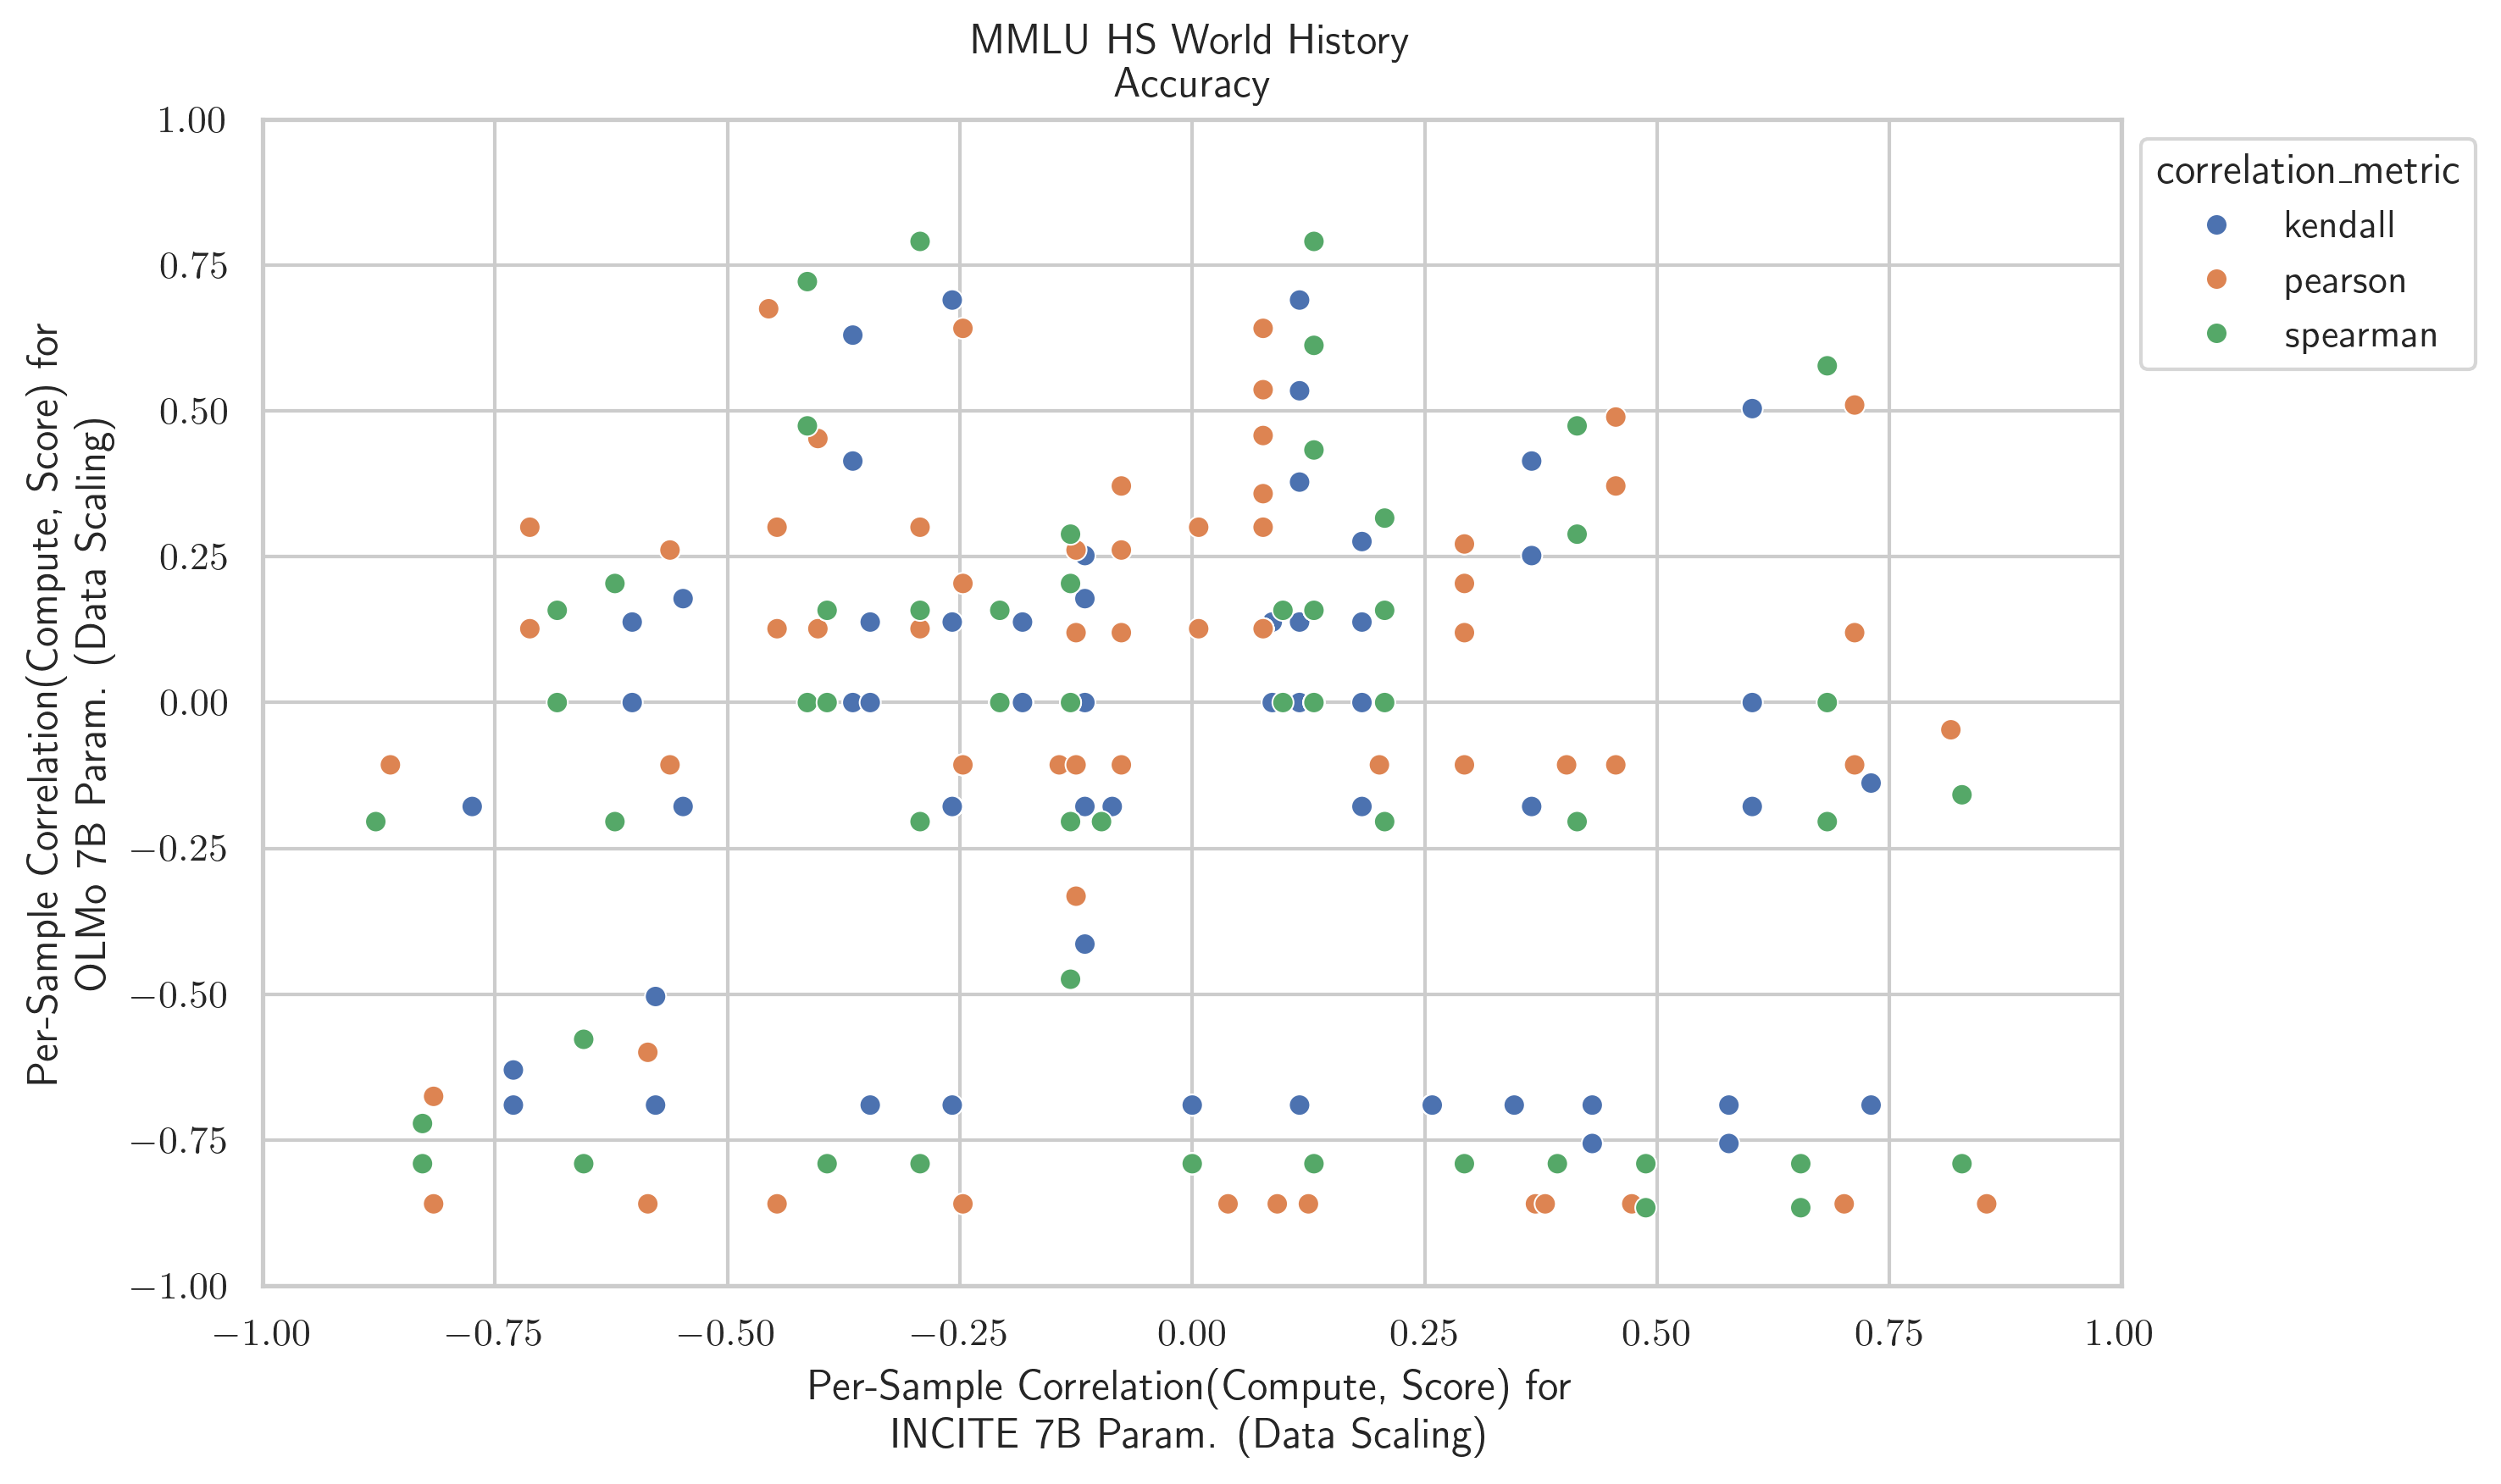 MMLU HS World History
Accuracy
1.00
0.75
0.50
0.25
0.00
−0.25
−0.50
−0.75
−1.00
Per-Sample Correlation(Compute, Score) for
OLMo 7B Param. (Data Scaling)
−1.00 −0.75 −0.50 −0.25 0.00 0.25 0.50 0.75 1.00
Per-Sample Correlation(Compute, Score) for
INCITE 7B Param. (Data Scaling)
correlation_metric
kendall
pearson
spearman